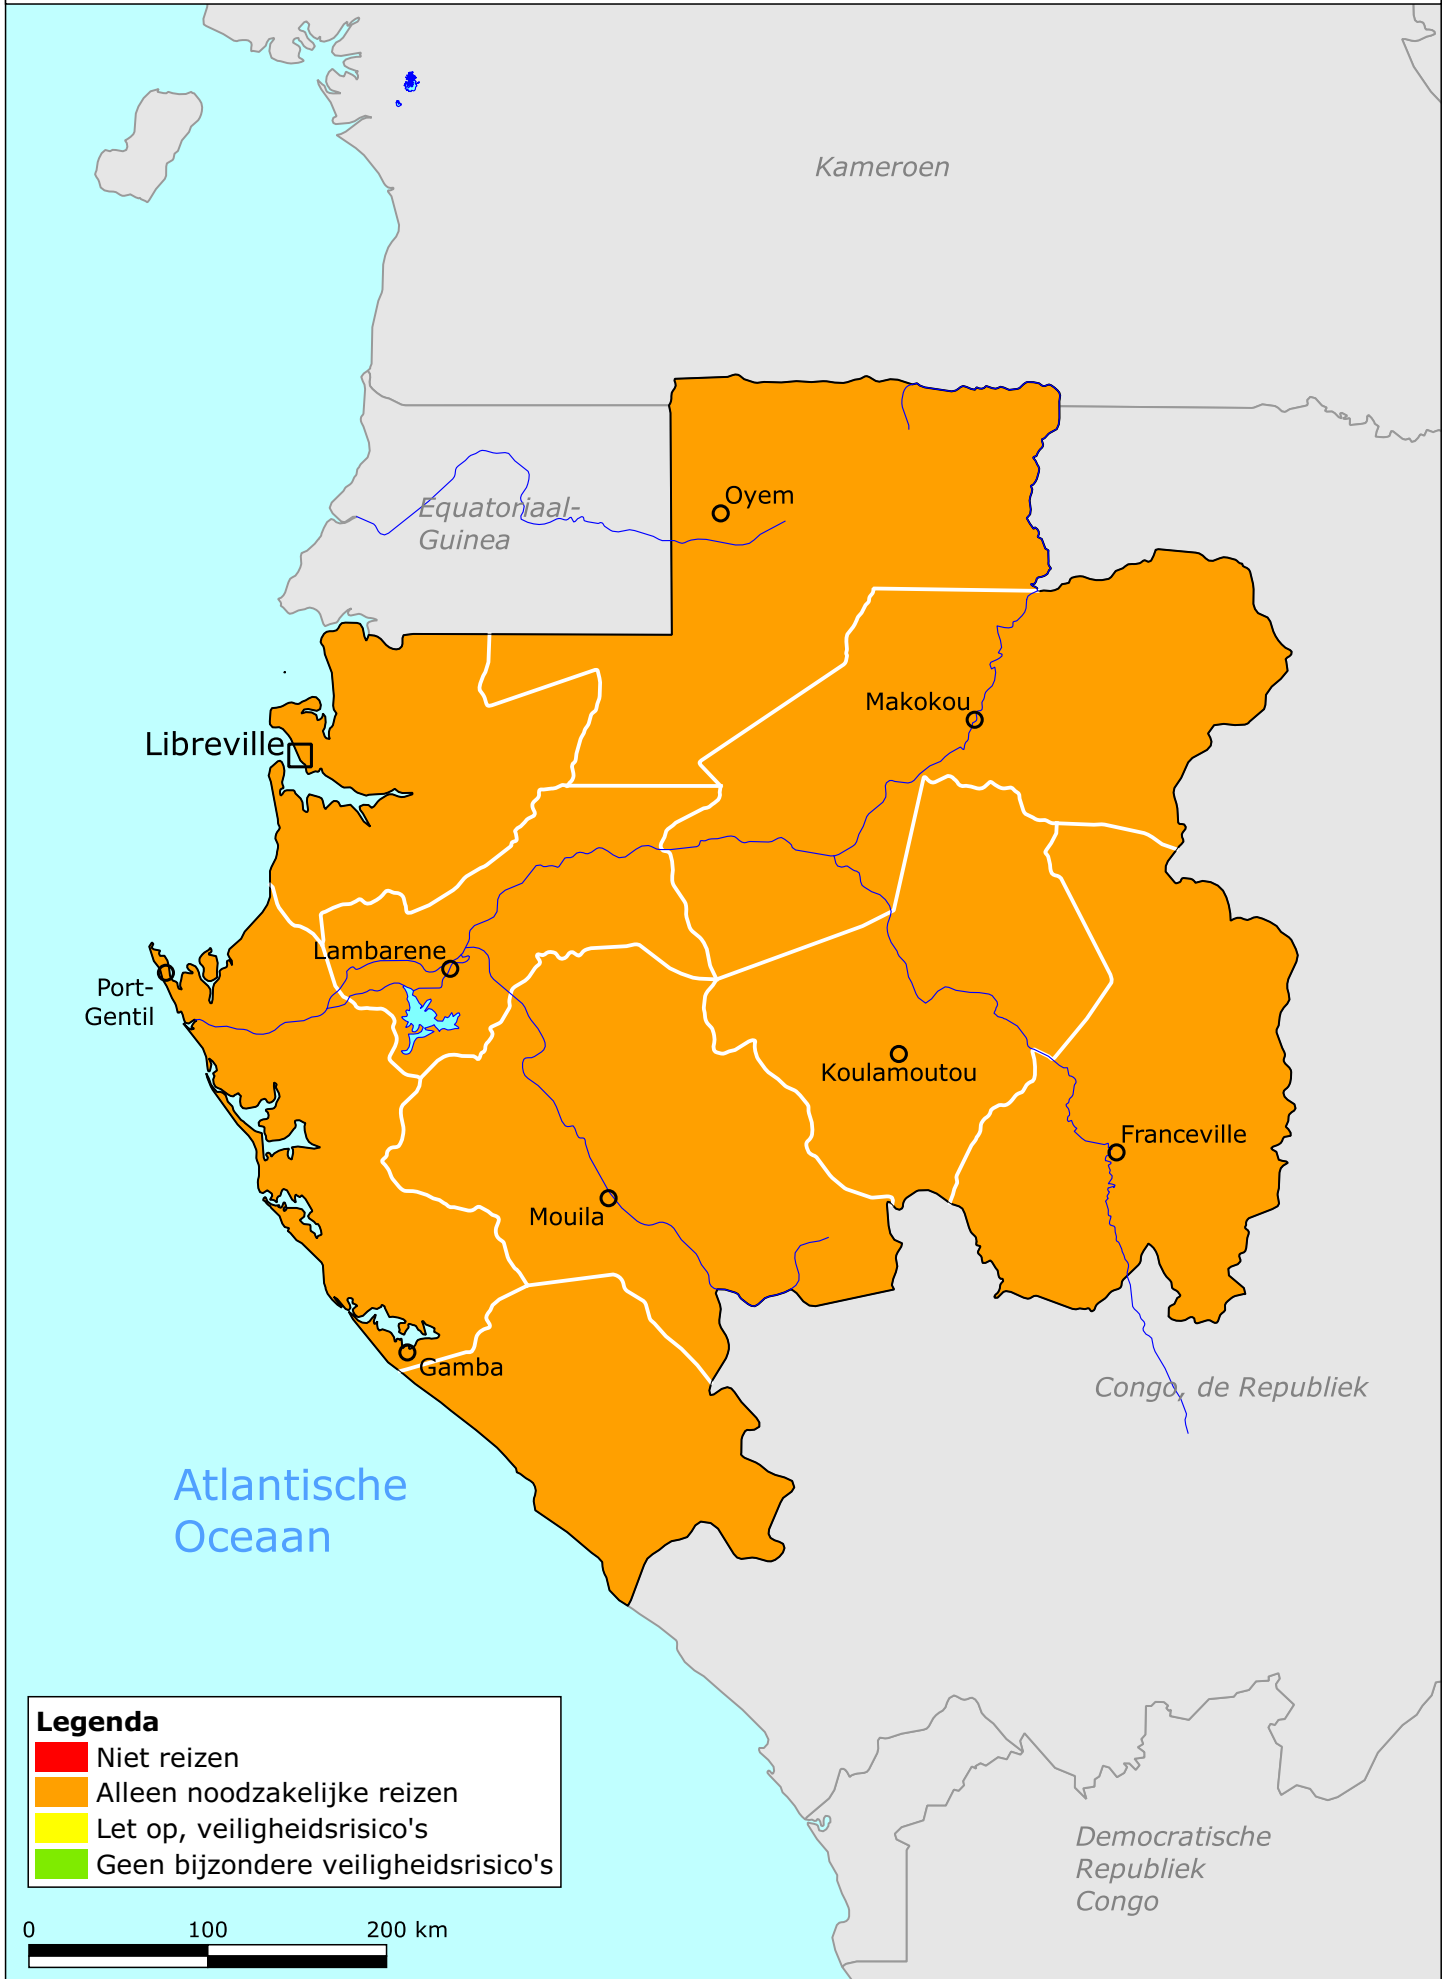 Kameroen
Oyem
Equatoriaal-
Guinea
Makokou
Libreville
Lambarene
Port-
Gentil
Koulamoutou
Franceville
Mouila
Gamba
Congo, de Republiek
Atlantische
Oceaan
Legenda
Niet reizen
Alleen noodzakelijke reizen
Let op, veiligheidsrisico's
Geen bijzondere veiligheidsrisico's
Democratische
Republiek
Congo
0 100 200 km